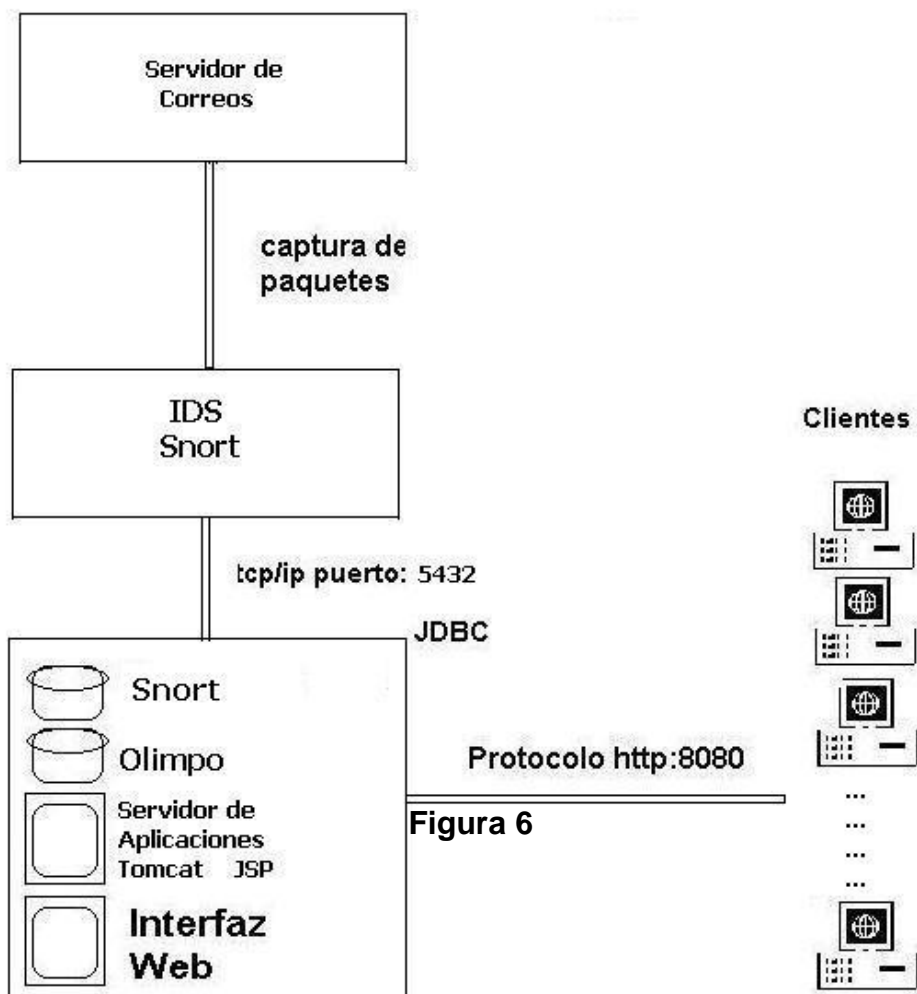 Servidor de
Correos
captura de
paquetes
IDS
Snort
Clientes
tcp/ip puerto: 5432
JDBC
Snort
Olimpo
Protocolo http:8080
Servidor de
Aplicaciones
Tomcat JSP
Figura 6
...
...
...
...
Interfaz
Web